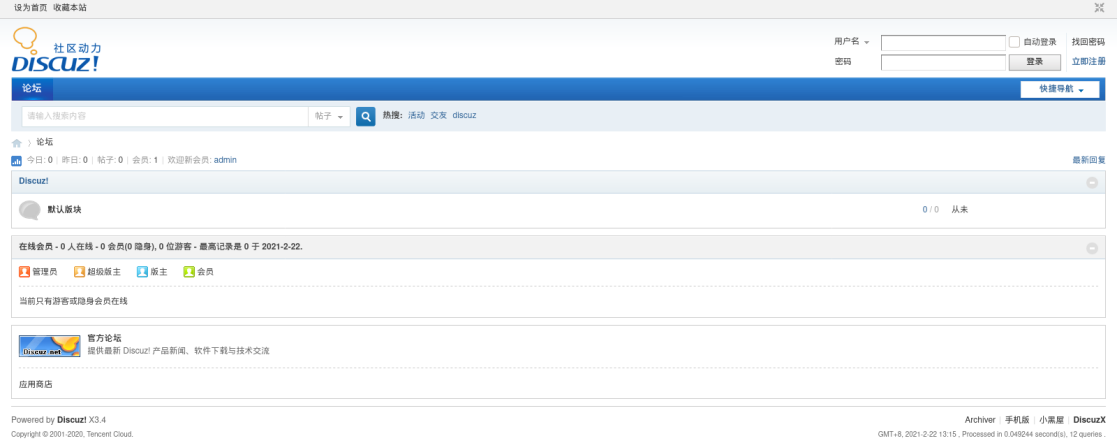 设为首页 收藏本站
社区动力
DISCUZ!
用户名 自动登录 找回密码
密码 登录 立即注册
论坛 快捷导航
请输入搜索内容 帖子 热搜: 活动 交友 discuz
论坛
今日: 0 | 昨日: 0 | 帖子: 0 | 会员: 1 | 欢迎新会员: admin 最新回复
Discuz!
默认版块 0 / 0 从未
在线会员 - 0 人在线 - 0 会员(0 隐身), 0 位游客 - 最高记录是 0 于 2021-2-22.
管理员 超级版主 版主 会员
当前只有游客或隐身会员在线
Discuz!.net 官方论坛
提供最新 Discuz! 产品新闻、软件下载与技术交流
应用商店
Powered by Discuz! X3.4 Archiver | 手机版 | 小黑屋 | DiscuzX
Copyright © 2001-2020, Tencent Cloud. GMT+8, 2021-2-22 13:15 , Processed in 0.049244 second(s), 12 queries .